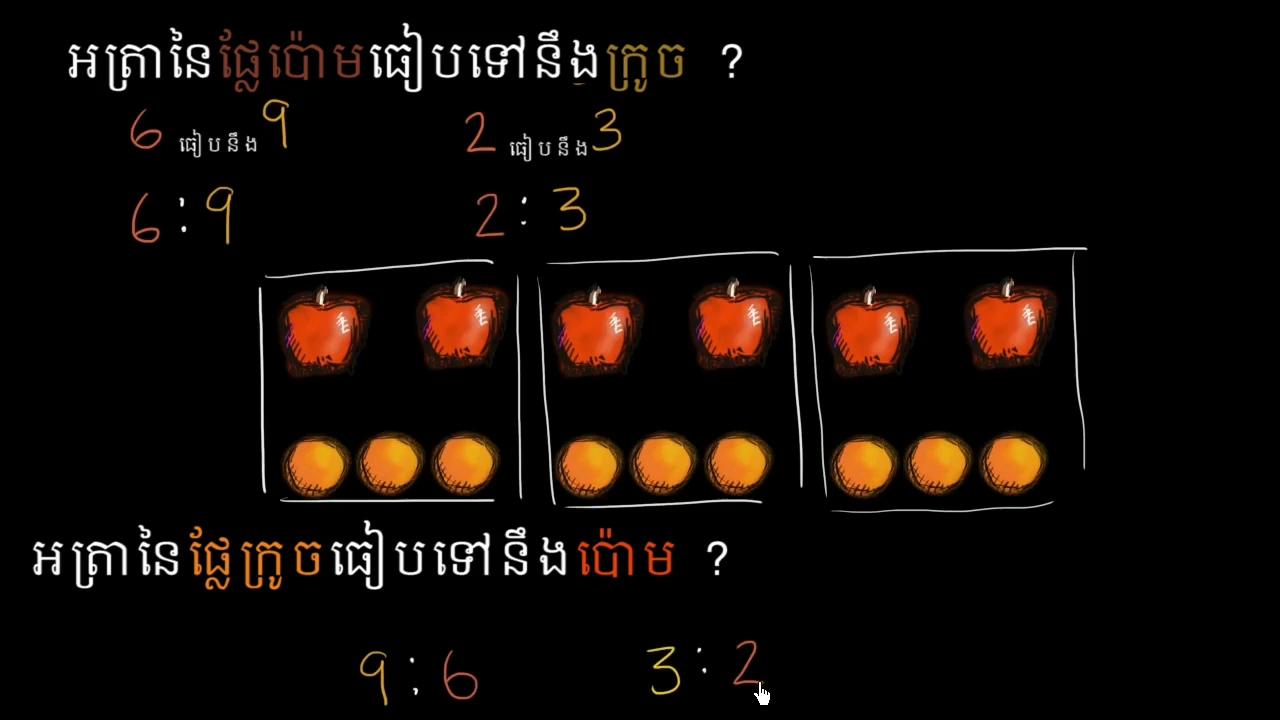 អត្រានៃផ្លែប៉ោមធៀបទៅនឹងក្រូច ?
6 ធៀបនឹង 9 2 ធៀបនឹង 3
6 : 9 2 : 3
អត្រានៃផ្លែក្រូចធៀបទៅនឹងប៉ោម ?
9 : 6 3 : 2